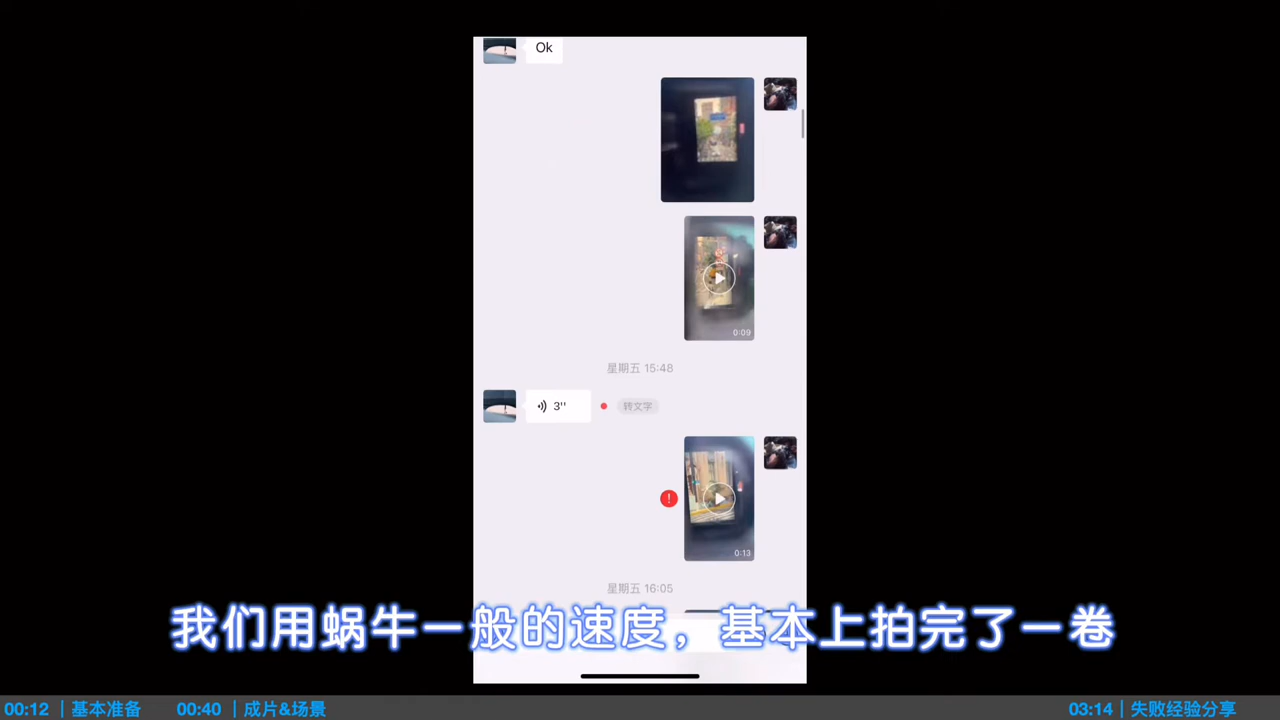 Ok
0:09
星期五 15:48
3''
转文字
!
0:13
星期五 16:05
我们用蜗牛一般的速度，基本上拍完了一卷
00:12 ｜基本准备 00:40 ｜成片&场景 03:14｜失败经验分享